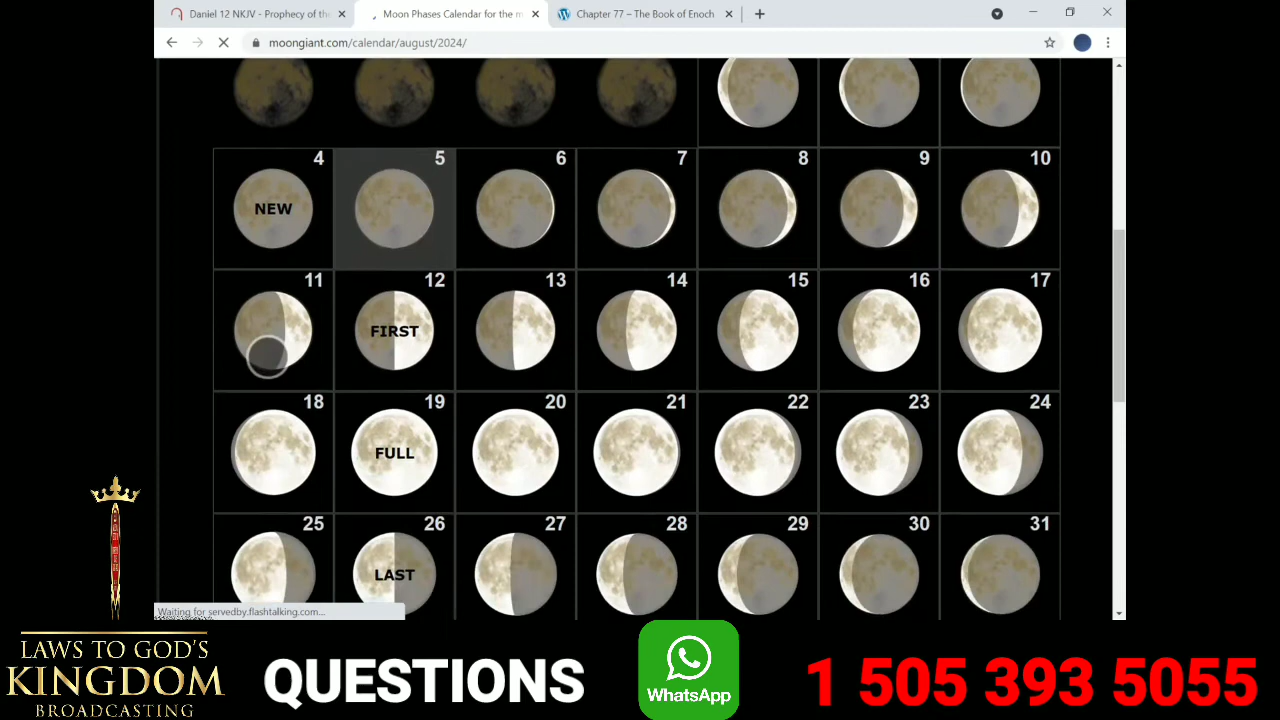 Daniel 12 NKJV - Prophecy of the
Moon Phases Calendar for the m
Chapter 77 – The Book of Enoch
moongiant.com/calendar/august/2024/
4 5 6 7 8 9 10
NEW
11 12 13 14 15 16 17
FIRST
18 19 20 21 22 23 24
FULL
25 26 27 28 29 30 31
LAST
Waiting for servedby.flashtalking.com...
LAWS TO GOD'S
KINGDOM
BROADCASTING
QUESTIONS
WhatsApp
1 505 393 5055